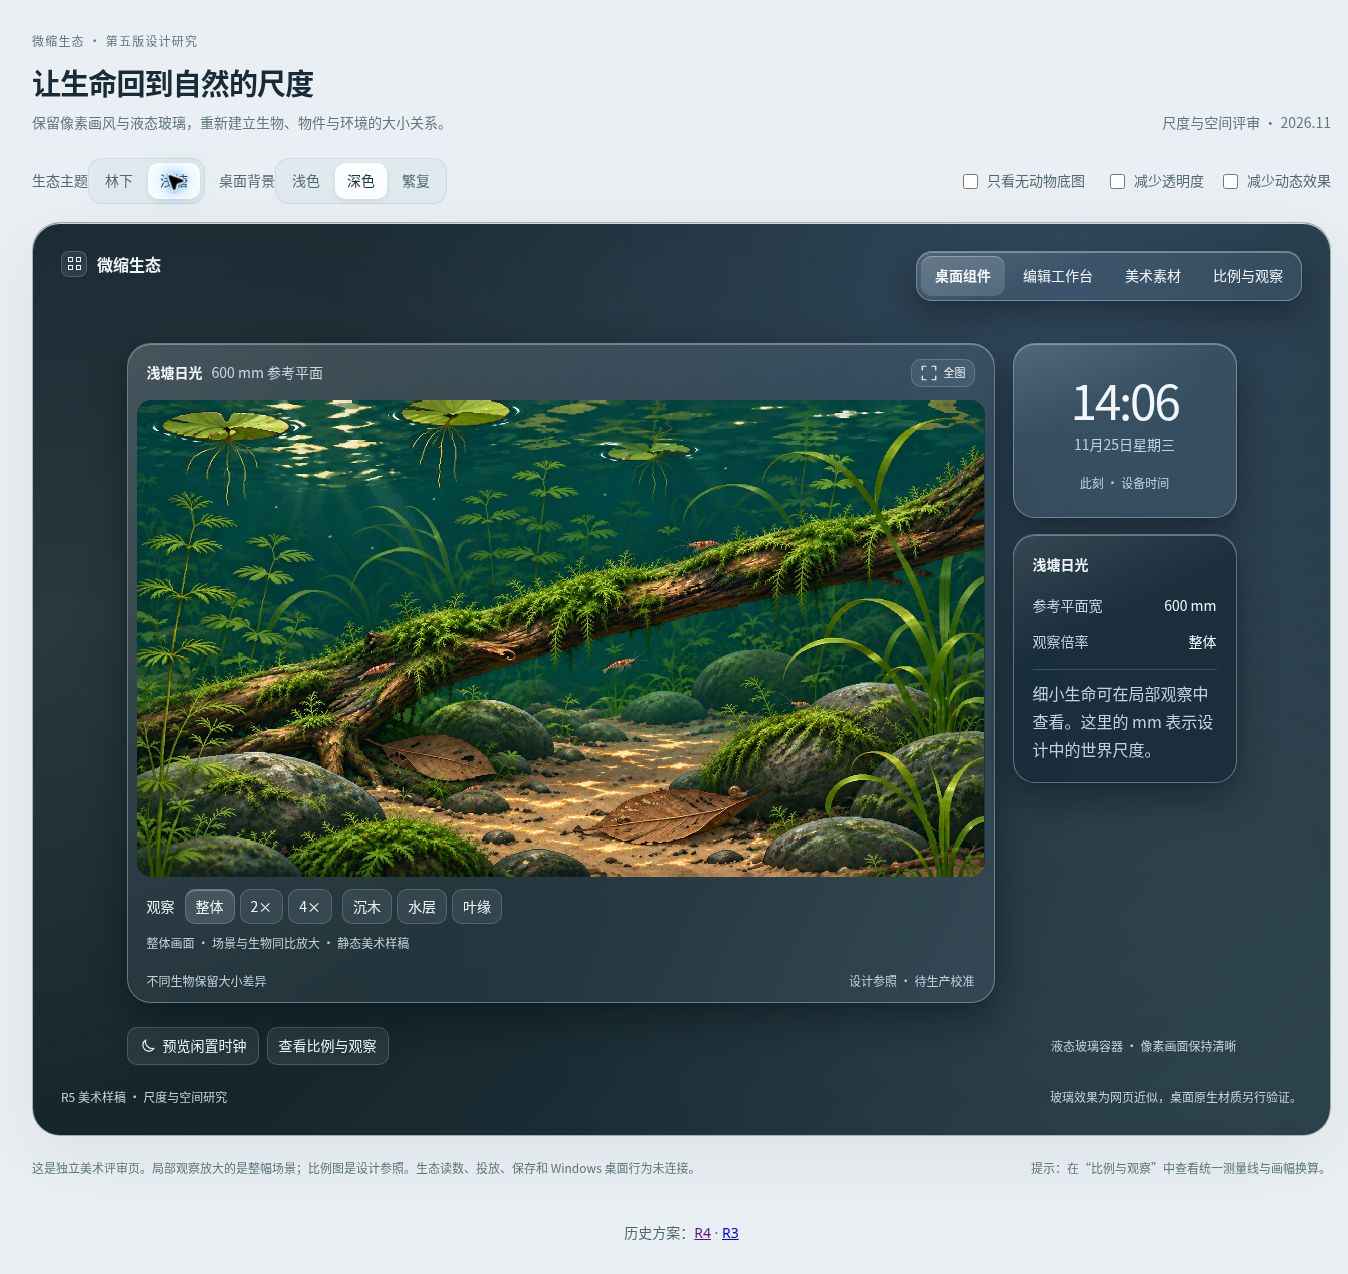 微缩生态 · 第五版设计研究
让生命回到自然的尺度
保留像素画风与液态玻璃，重新建立生物、物件与环境的大小关系。
尺度与空间评审 · 2026.11
生态主题 林下 桌面背景 浅色 深色 繁复
只看无动物底图 减少透明度 减少动态效果
微缩生态
桌面组件 编辑工作台 美术素材 比例与观察
浅塘日光 600 mm 参考平面
全图
14:06
11月25日星期三
此刻 · 设备时间
浅塘日光
参考平面宽 600 mm
观察倍率 整体
细小生命可在局部观察中
查看。这里的 mm 表示设
计中的世界尺度。
观察 整体 2× 4× 沉木 水层 叶缘
整体画面 · 场景与生物同比放大 · 静态美术样稿
不同生物保留大小差异
设计参照 · 待生产校准
预览闲置时钟 查看比例与观察
液态玻璃容器 · 像素画面保持清晰
R5 美术样稿 · 尺度与空间研究
玻璃效果为网页近似，桌面原生材质另行验证。
这是独立美术评审页。局部观察放大的是整幅场景；比例图是设计参照。生态读数、投放、保存和 Windows 桌面行为未连接。
提示：在“比例与观察”中查看统一测量线与画幅换算。
历史方案：R4 · R3